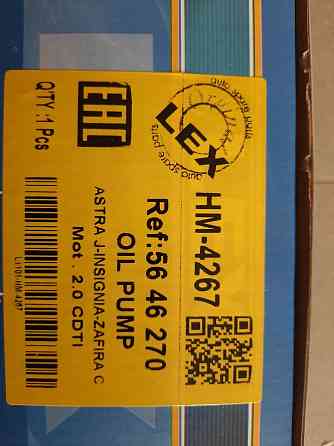 LEX
auto spare parts
HM-4267
Ref:56 46 270
OIL PUMP
ASTRA J-INSIGNIA-ZAFIRA C
Mot . 2.0 CDTI
EAC
QTY :1 Pcs